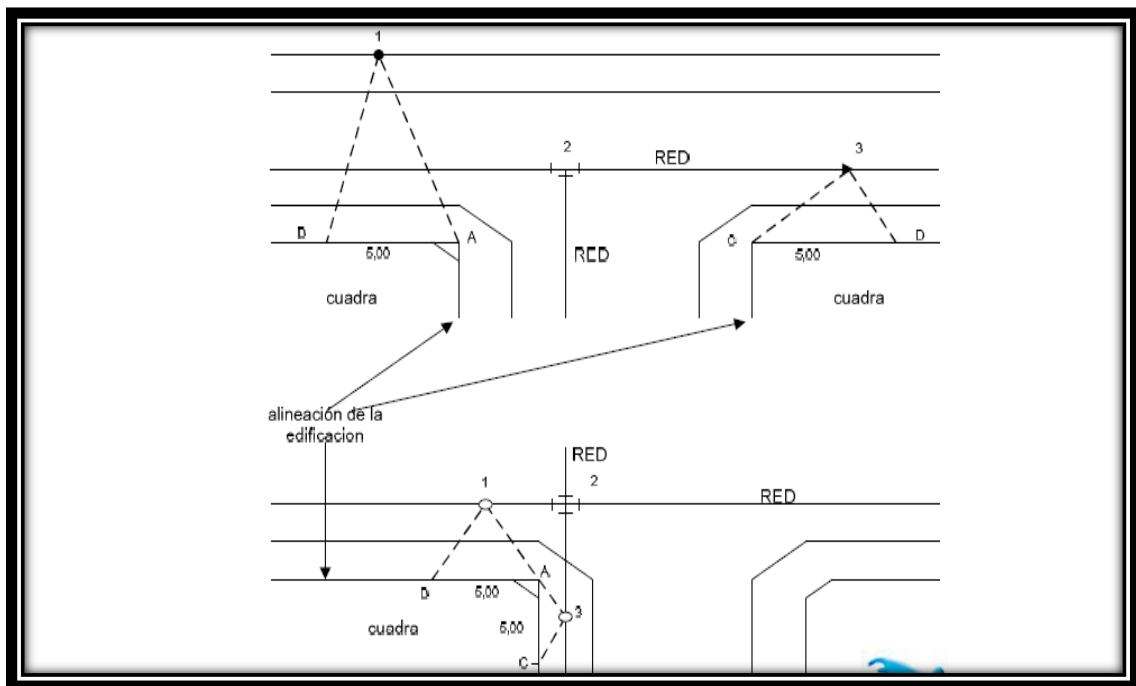 1
2
RED
3
B
A
5,00
RED
C
5,00
D
cuadra
cuadra
alineación de la
edificacion
RED
1
2
RED
A
B
5,00
cuadra
5,00
3
C